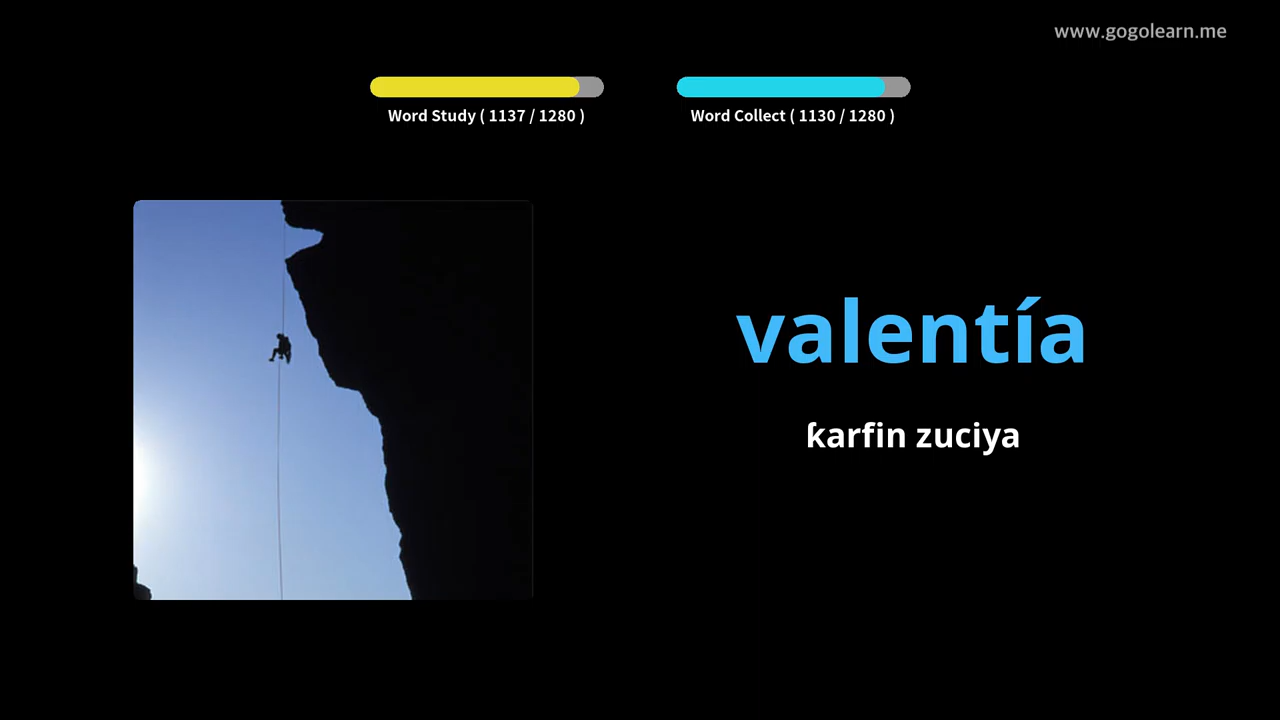 www.gogolearn.me
Word Study ( 1137 / 1280 )
Word Collect ( 1130 / 1280 )
valentía
ƙarfin zuciya